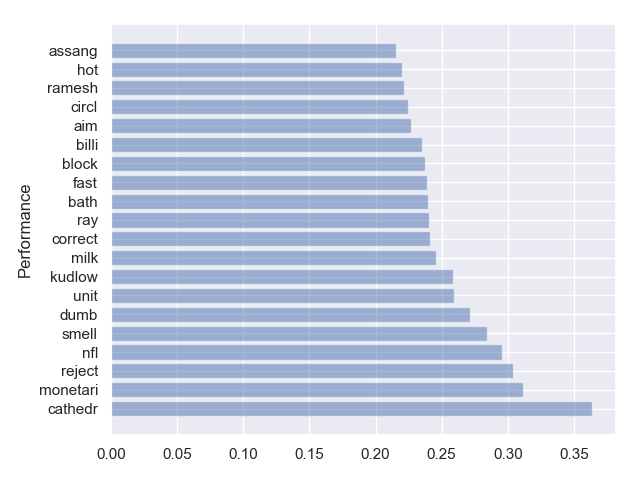 assang
hot
ramesh
circl
aim
billi
block
fast
bath
ray
correct
milk
kudlow
unit
dumb
smell
nfl
reject
monetari
cathedr
Performance
0.00 0.05 0.10 0.15 0.20 0.25 0.30 0.35